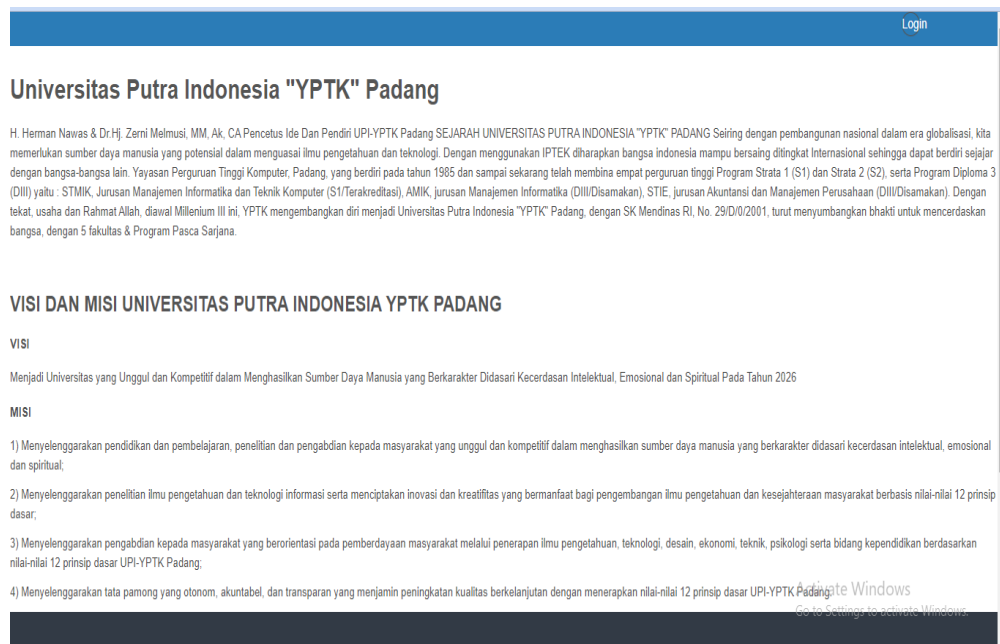 Login
Universitas Putra Indonesia "YPTK" Padang
H. Herman Nawas & Dr.Hj. Zerni Melmusi, MM, Ak, CA Pencetus Ide Dan Pendiri UPI-YPTK Padang SEJARAH UNIVERSITAS PUTRA INDONESIA "YPTK" PADANG Seiring dengan pembangunan nasional dalam era globalisasi, kita
memerlukan sumber daya manusia yang potensial dalam menguasai ilmu pengetahuan dan teknologi. Dengan menggunakan IPTEK diharapkan bangsa indonesia mampu bersaing ditingkat Internasional sehingga dapat berdiri sejajar
dengan bangsa-bangsa lain. Yayasan Perguruan Tinggi Komputer, Padang, yang berdiri pada tahun 1985 dan sampai sekarang telah membina empat perguruan tinggi Program Strata 1 (S1) dan Strata 2 (S2), serta Program Diploma 3
(DIII) yaitu : STMIK, Jurusan Manajemen Informatika dan Teknik Komputer (S1/Terakreditasi), AMIK, jurusan Manajemen Informatika (DIII/Disamakan), STIE, jurusan Akuntansi dan Manajemen Perusahaan (DIII/Disamakan). Dengan
tekat, usaha dan Rahmat Allah, diawal Millenium III ini, YPTK mengembangkan diri menjadi Universitas Putra Indonesia "YPTK" Padang, dengan SK Mendinas RI, No. 29/D/0/2001, turut menyumbangkan bhakti untuk mencerdaskan
bangsa, dengan 5 fakultas & Program Pasca Sarjana.
VISI DAN MISI UNIVERSITAS PUTRA INDONESIA YPTK PADANG
VISI
Menjadi Universitas yang Unggul dan Kompetitif dalam Menghasilkan Sumber Daya Manusia yang Berkarakter Didasari Kecerdasan Intelektual, Emosional dan Spiritual Pada Tahun 2026
MISI
1) Menyelenggarakan pendidikan dan pembelajaran, penelitian dan pengabdian kepada masyarakat yang unggul dan kompetitif dalam menghasilkan sumber daya manusia yang berkarakter didasari kecerdasan intelektual, emosional
dan spiritual;
2) Menyelenggarakan penelitian ilmu pengetahuan dan teknologi informasi serta menciptakan inovasi dan kreatifitas yang bermanfaat bagi pengembangan ilmu pengetahuan dan kesejahteraan masyarakat berbasis nilai-nilai 12 prinsip
dasar;
3) Menyelenggarakan pengabdian kepada masyarakat yang berorientasi pada pemberdayaan masyarakat melalui penerapan ilmu pengetahuan, teknologi, desain, ekonomi, teknik, psikologi serta bidang kependidikan berdasarkan
nilai-nilai 12 prinsip dasar UPI-YPTK Padang;
4) Menyelenggarakan tata pamong yang otonom, akuntabel, dan transparan yang menjamin peningkatan kualitas berkelanjutan dengan menerapkan nilai-nilai 12 prinsip dasar UPI-YPTK Padang.
Activate Windows
Go to Settings to activate Windows.